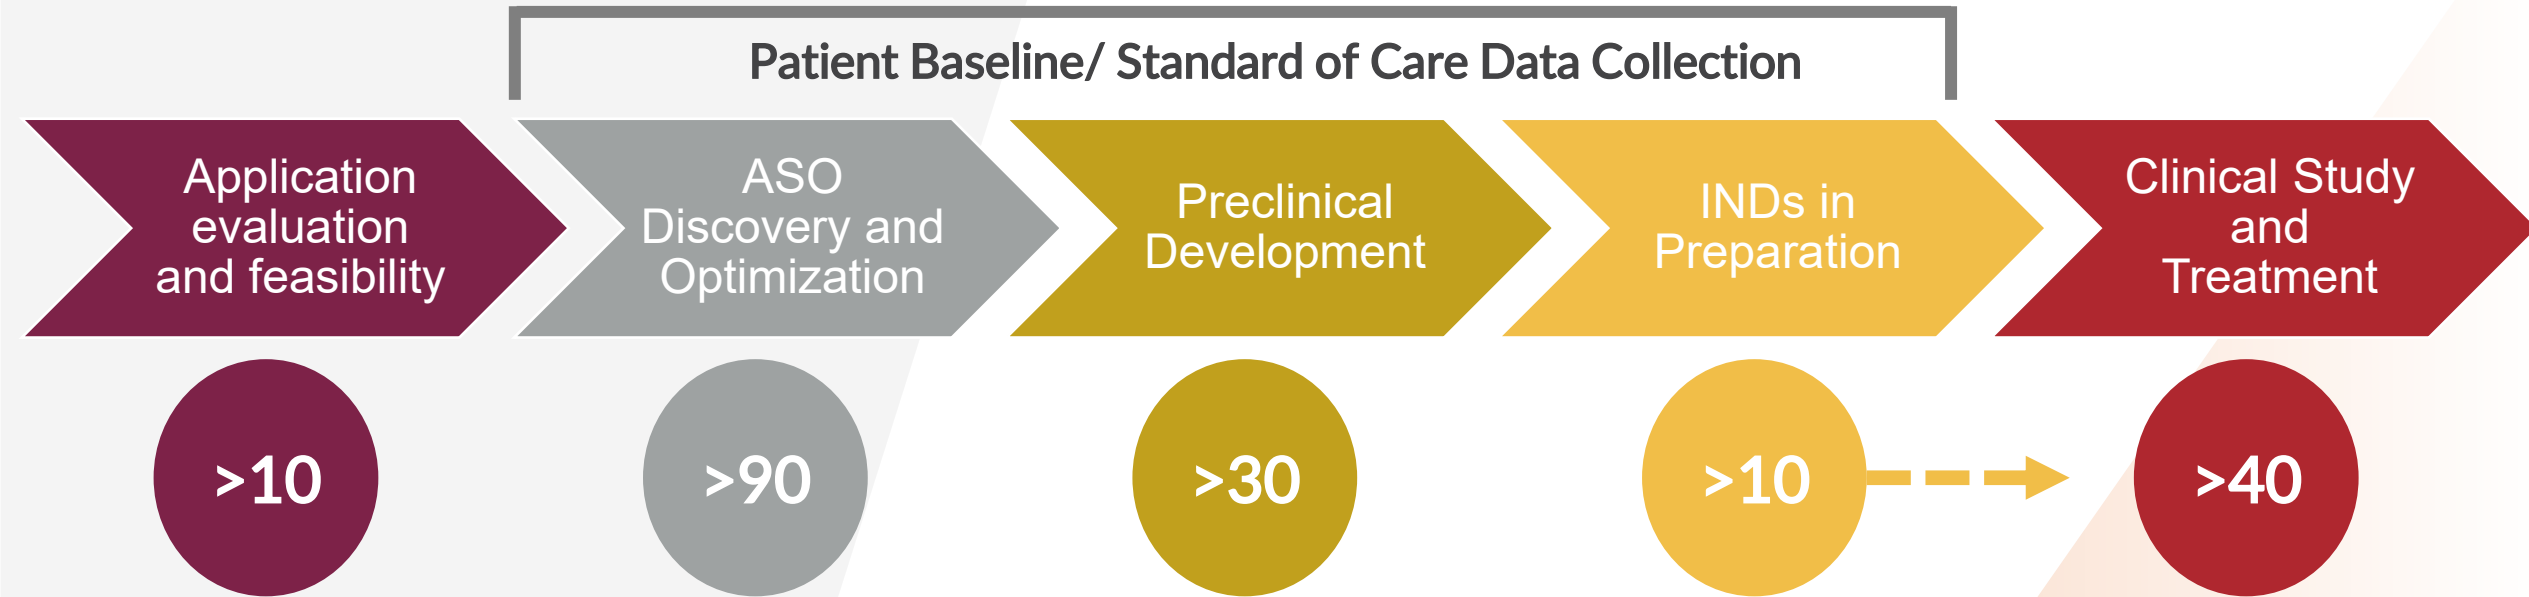 Patient Baseline/ Standard of Care Data Collection
Application
evaluation
and feasibility
ASO
Discovery and
Optimization
Preclinical
Development
INDs in
Preparation
Clinical Study
and
Treatment
>10
>90
>30
>10
>40